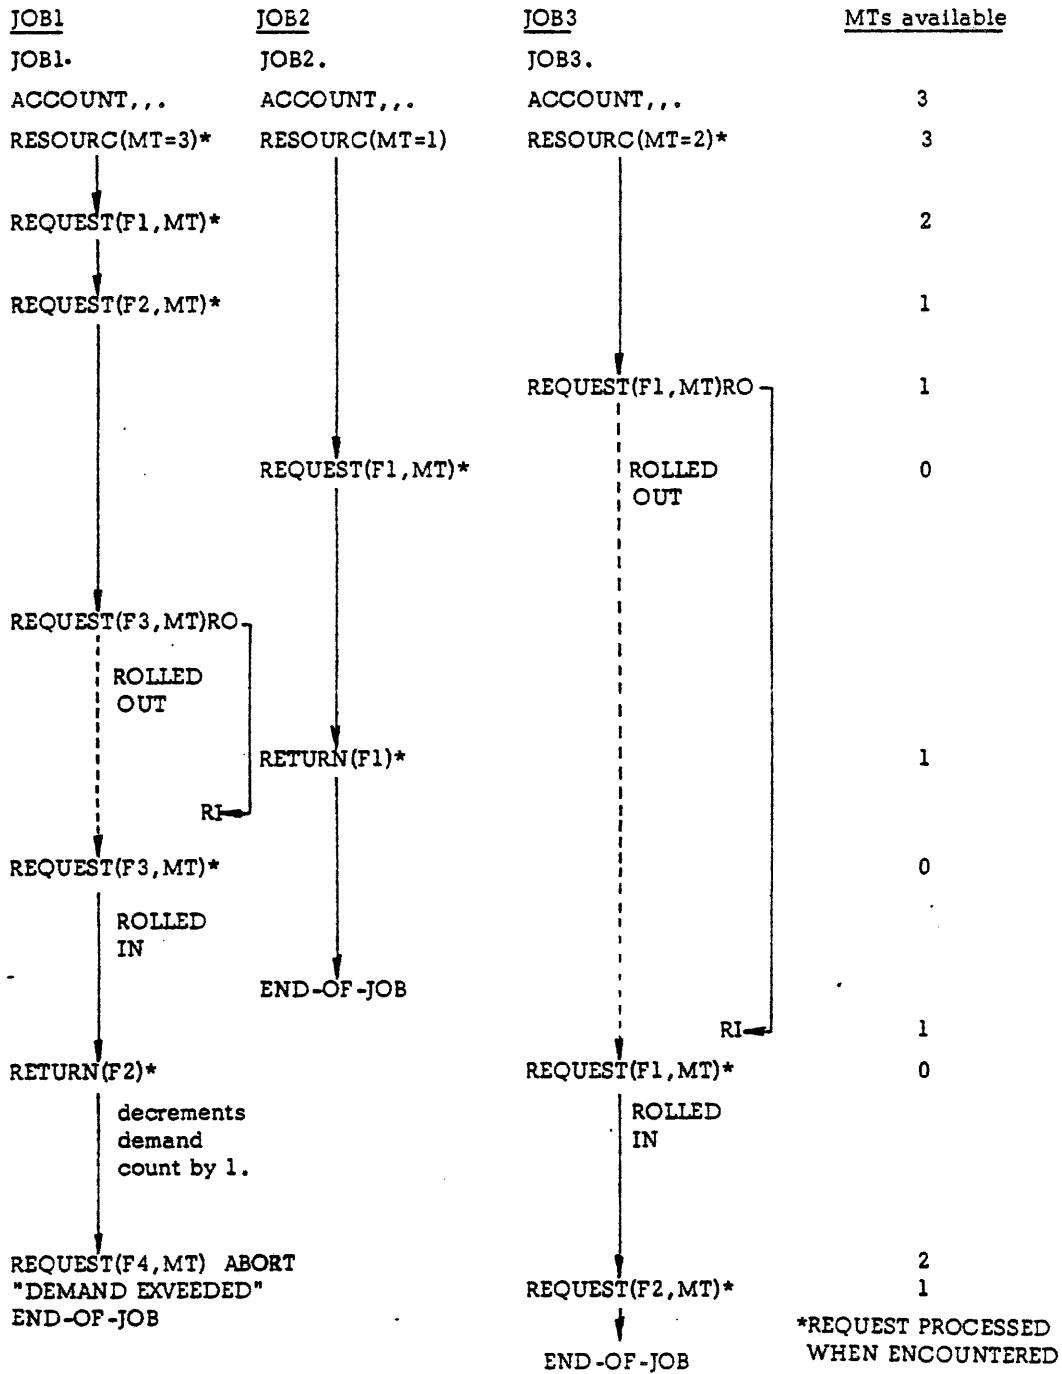 JOB1 JOB2 JOB3 MTs available
JOB1. JOB2. JOB3.
ACCOUNT,,. ACCOUNT,,. ACCOUNT,,. 3
RESOURC(MT=3)* RESOURC(MT=1) RESOURC(MT=2)* 3
REQUEST(F1,MT)* 2
REQUEST(F2,MT)* 1
REQUEST(F1,MT)RO 1
REQUEST(F1,MT)* ROLLED 0
OUT
REQUEST(F3,MT)RO
ROLLED
OUT
RETURN(F1)* 1
RI
REQUEST(F3,MT)* 0
ROLLED
IN
END-OF-JOB
RI 1
RETURN(F2)* REQUEST(F1,MT)* 0
decrements ROLLED
demand IN
count by 1.
REQUEST(F4,MT) ABORT 2
"DEMAND EXVEEDED" REQUEST(F2,MT)* 1
END-OF-JOB
*REQUEST PROCESSED
WHEN ENCOUNTERED
END-OF-JOB